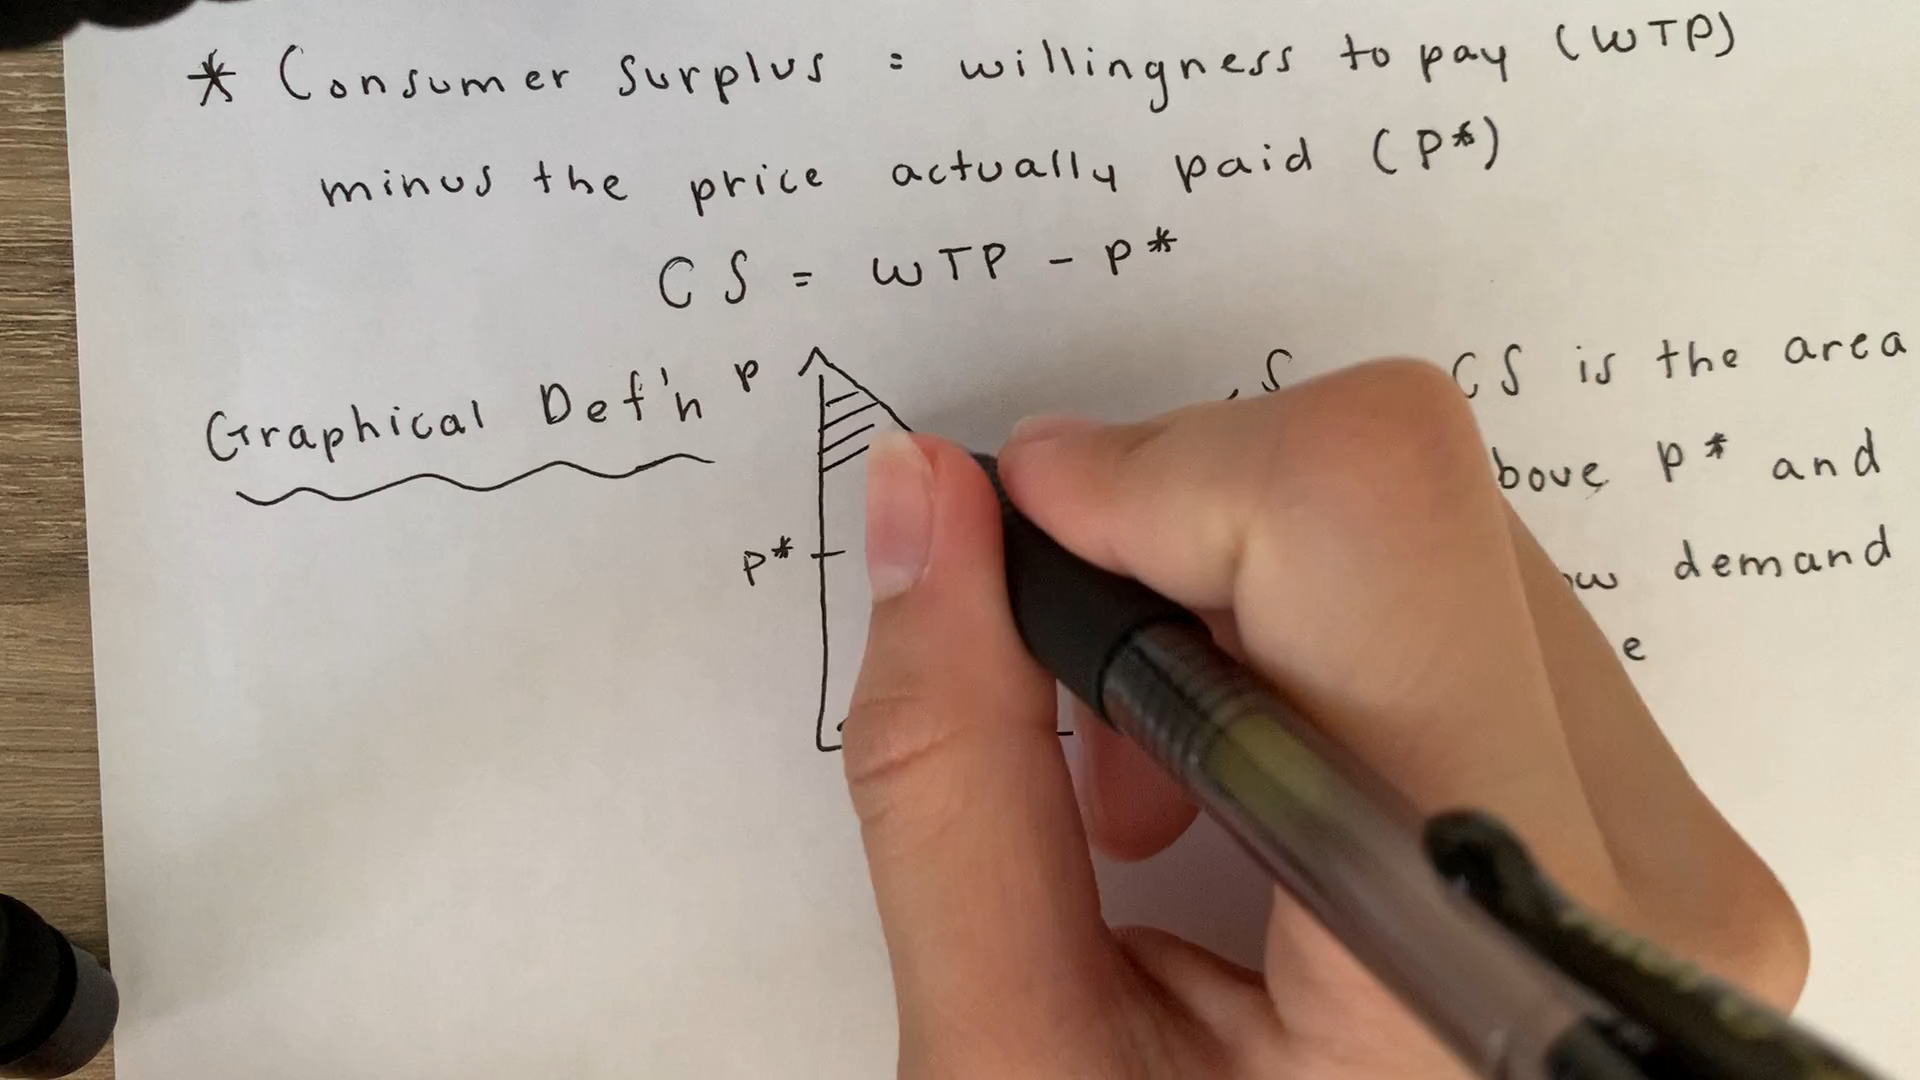 * Consumer Surplus = willingness to pay (WTP)
minus the price actually paid (P*)
CS = WTP - P*
Graphical Def'n
P
S
CS is the area
P* and
P*
demand